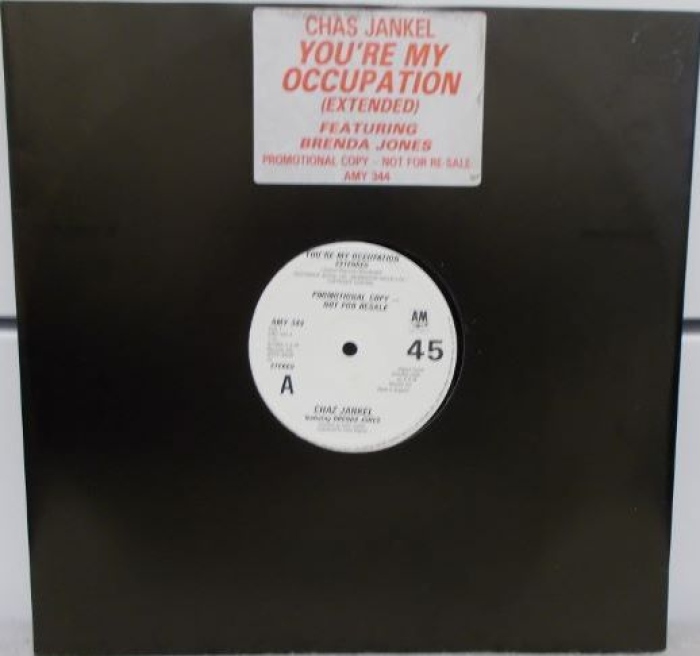 CHAS JANKEL
YOU'RE MY
OCCUPATION
(EXTENDED)
FEATURING
BRENDA JONES
PROMOTIONAL COPY - NOT FOR RE-SALE
AMY 344
YOU'RE MY OCCUPATION
EXTENDED
PROMOTIONAL COPY
NOT FOR RESALE
AMY 344
AM
45
STEREO
A
CHAZ JANKEL
featuring BRENDA JONES